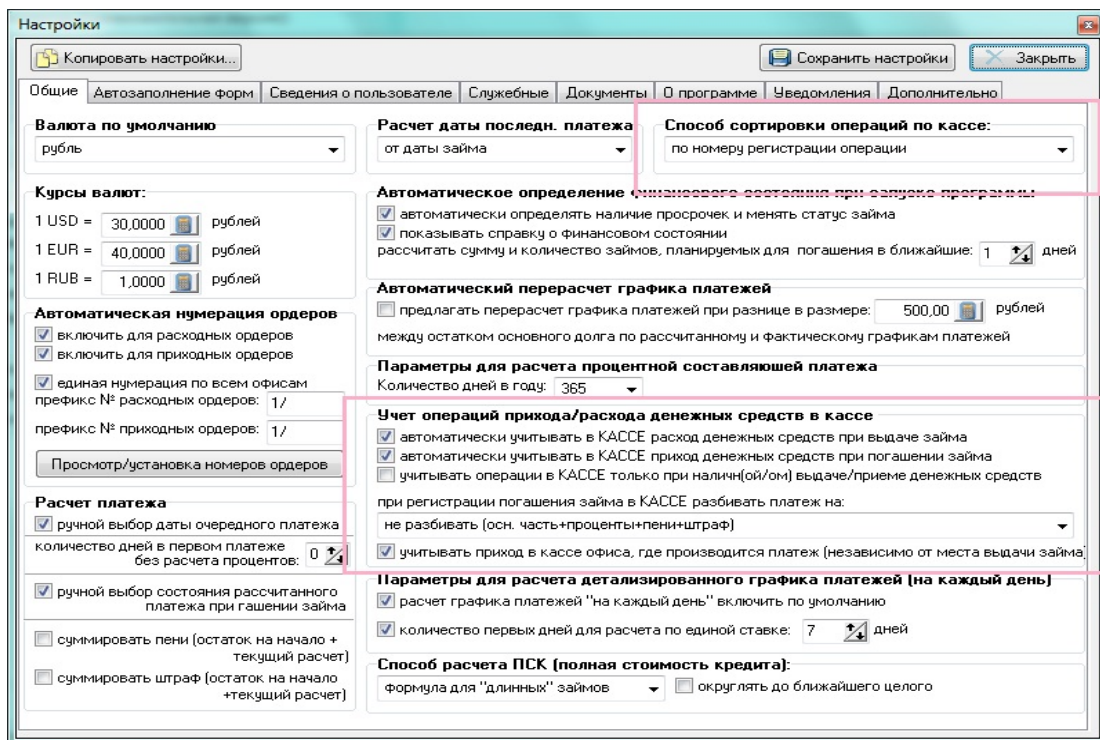 Настройки
Копировать настройки...
Сохранить настройки
Закрыть
Общие
Автозаполнение форм
Сведения о пользователе
Служебные
Документы
О программе
Уведомления
Дополнительно
Валюта по умолчанию
рубль
Расчет даты последн. платежа
от даты займа
Способ сортировки операций по кассе:
по номеру регистрации операции
Курсы валют:
1 USD = 30,0000 рублей
1 EUR = 40,0000 рублей
1 RUB = 1,0000 рублей
Автоматическая нумерация ордеров
включить для расходных ордеров
включить для приходных ордеров
единая нумерация по всем офисам
префикс № расходных ордеров: 1/
префикс № приходных ордеров: 1/
Просмотр/установка номеров ордеров
Расчет платежа
ручной выбор даты очередного платежа
количество дней в первом платеже
без расчета процентов: 0
ручной выбор состояния рассчитанного
платежа при гашении займа
суммировать пени (остаток на начало +
текущий расчет)
суммировать штраф (остаток на начало
+текущий расчет)
Автоматическое определение финансового состояния при запуске программы
автоматически определять наличие просрочек и менять статус займа
показывать справку о финансовом состоянии
рассчитать сумму и количество займов, планируемых для погашения в ближайшие: 1 дней
Автоматический перерасчет графика платежей
предлагать перерасчет графика платежей при разнице в размере: 500,00 рублей
между остатком основного долга по рассчитанному и фактическому графикам платежей
Параметры для расчета процентной составляющей платежа
Количество дней в году: 365
Учет операций прихода/расхода денежных средств в кассе
автоматически учитывать в КАССЕ расход денежных средств при выдаче займа
автоматически учитывать в КАССЕ приход денежных средств при погашении займа
учитывать операции в КАССЕ только при наличн(ой/ом) выдаче/приеме денежных средств
при регистрации погашения займа в КАССЕ разбивать платеж на:
не разбивать (осн. часть+проценты+пени+штраф)
учитывать приход в кассе офиса, где производится платеж (независимо от места выдачи займа)
Параметры для расчета детализированного графика платежей (на каждый день)
расчет графика платежей "на каждый день" включить по умолчанию
количество первых дней для расчета по единой ставке: 7 дней
Способ расчета ПСК (полная стоимость кредита):
формула для "длинных" займов
округлять до ближайшего целого